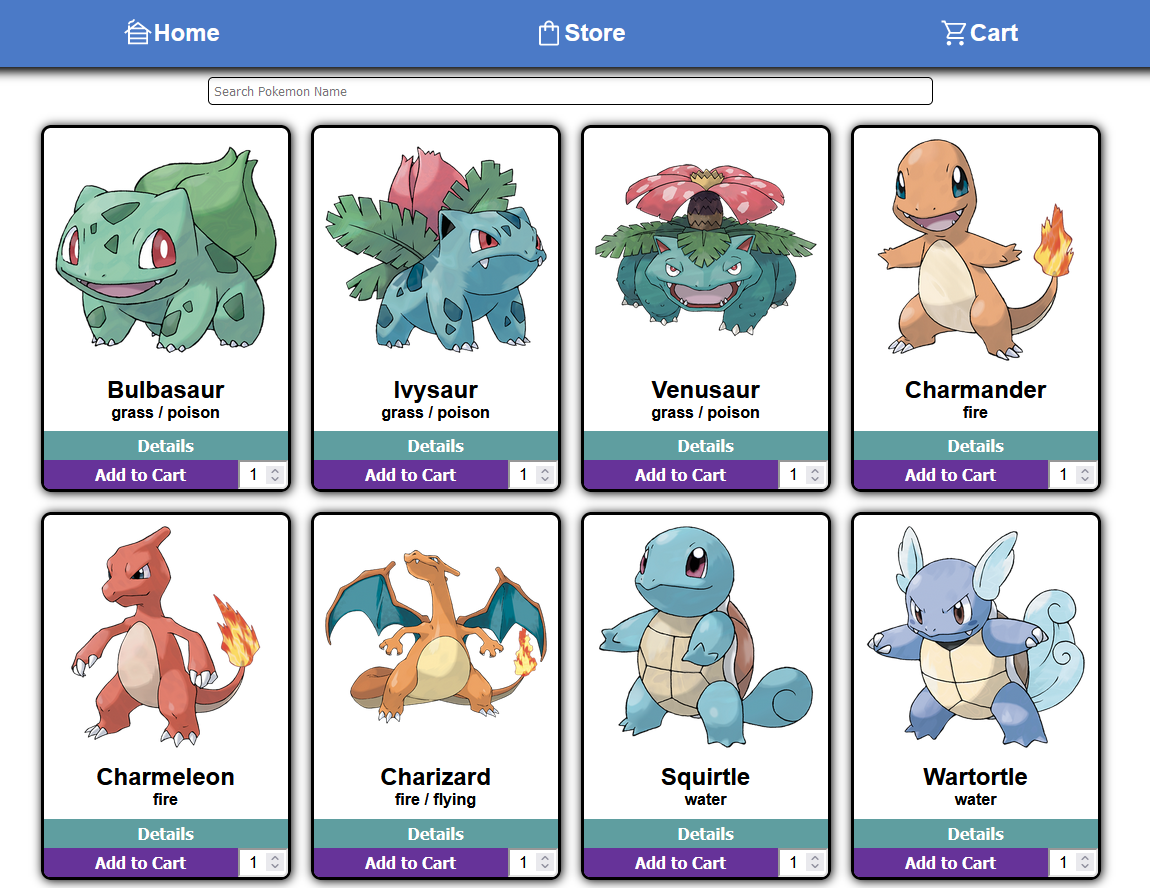 Home Store Cart
Search Pokemon Name
Bulbasaur
grass / poison
Details
Add to Cart 1
Ivysaur
grass / poison
Details
Add to Cart 1
Venusaur
grass / poison
Details
Add to Cart 1
Charmander
fire
Details
Add to Cart 1
Charmeleon
fire
Details
Add to Cart 1
Charizard
fire / flying
Details
Add to Cart 1
Squirtle
water
Details
Add to Cart 1
Wartortle
water
Details
Add to Cart 1